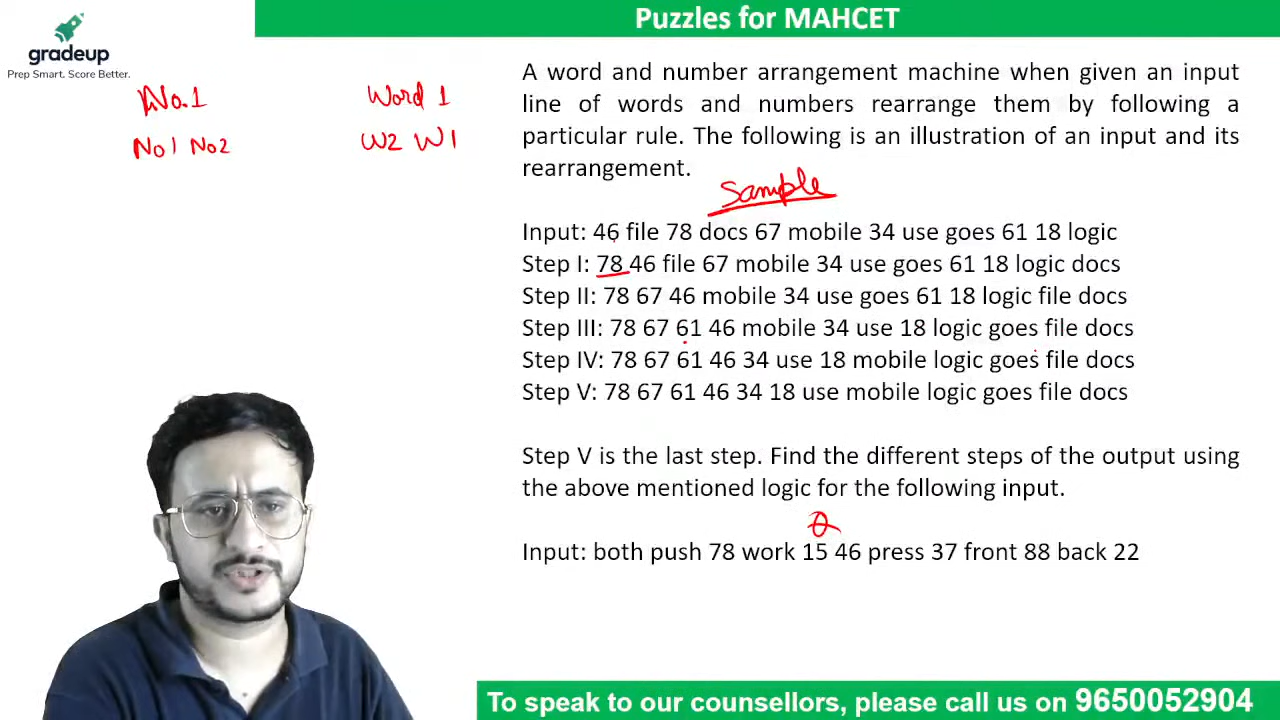 Puzzles for MAHCET
gradeup
Prep Smart. Score Better.
No.1 Word 1
No1 No2 W2 W1
A word and number arrangement machine when given an input
line of words and numbers rearrange them by following a
particular rule. The following is an illustration of an input and its
rearrangement.
Sample
Input: 46 file 78 docs 67 mobile 34 use goes 61 18 logic
Step I: 78 46 file 67 mobile 34 use goes 61 18 logic docs
Step II: 78 67 46 mobile 34 use goes 61 18 logic file docs
Step III: 78 67 61 46 mobile 34 use 18 logic goes file docs
Step IV: 78 67 61 46 34 use 18 mobile logic goes file docs
Step V: 78 67 61 46 34 18 use mobile logic goes file docs
Step V is the last step. Find the different steps of the output using
the above mentioned logic for the following input.
Q
Input: both push 78 work 15 46 press 37 front 88 back 22
To speak to our counsellors, please call us on 9650052904